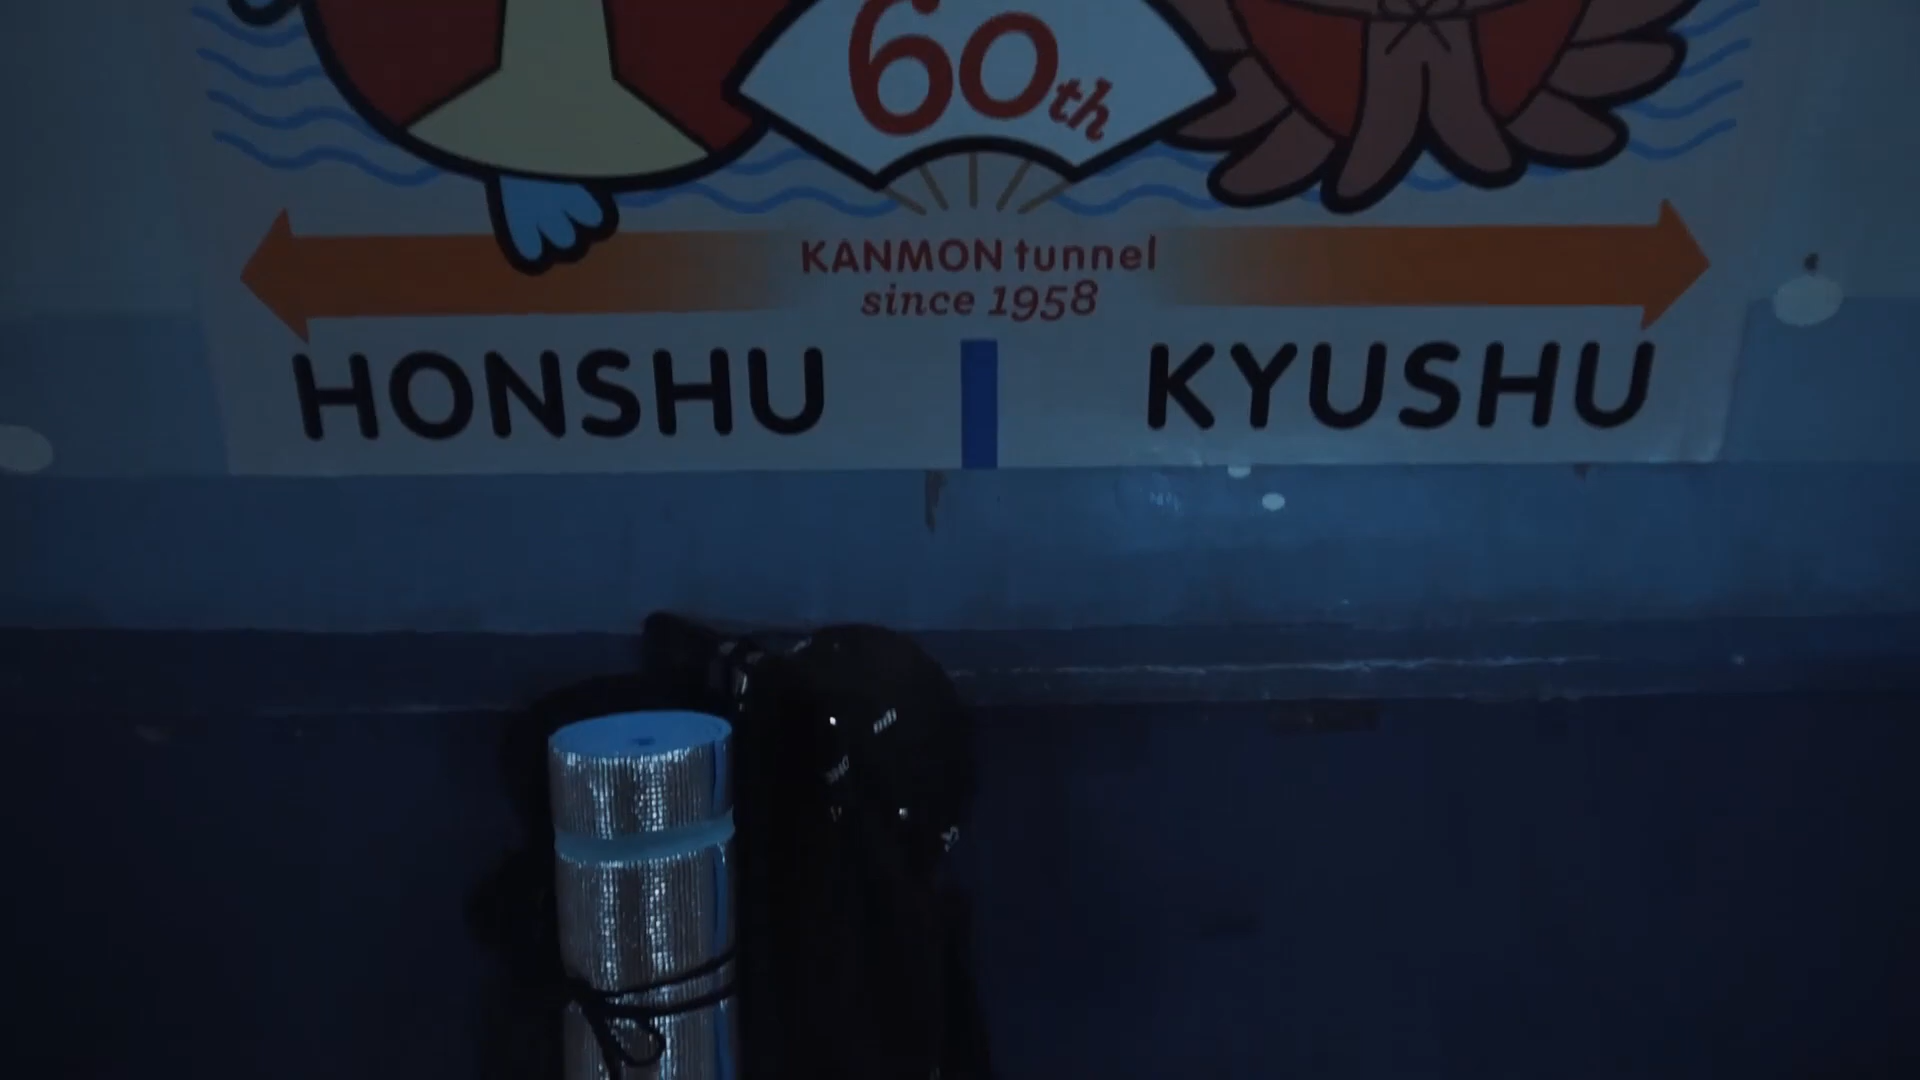 60th
KANMON tunnel
since 1958
HONSHU
KYUSHU